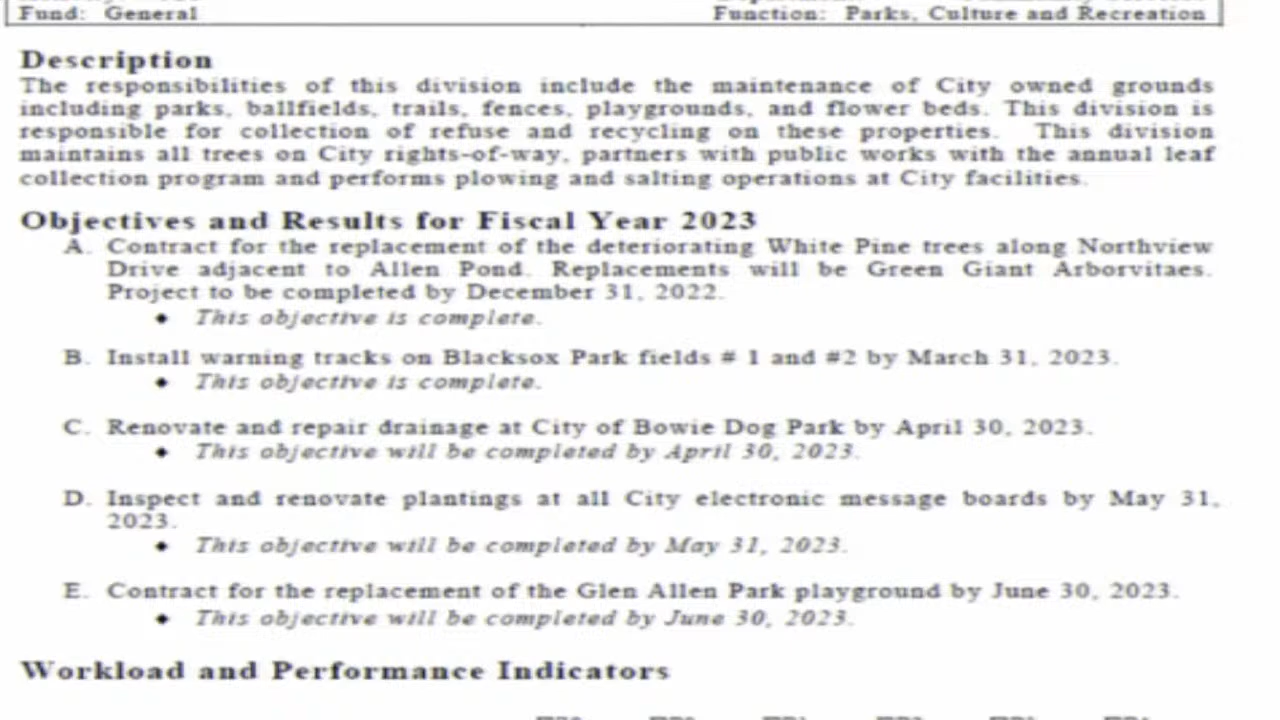 Fund: General Function: Parks, Culture and Recreation
Description
The responsibilities of this division include the maintenance of City owned grounds
including parks, ballfields, trails, fences, playgrounds, and flower beds. This division is
responsible for collection of refuse and recycling on these properties. This division
maintains all trees on City rights-of-way, partners with public works with the annual leaf
collection program and performs plowing and salting operations at City facilities.
Objectives and Results for Fiscal Year 2023
A. Contract for the replacement of the deteriorating White Pine trees along Northview
Drive adjacent to Allen Pond. Replacements will be Green Giant Arborvitaes.
Project to be completed by December 31, 2022.
• This objective is complete.
B. Install warning tracks on Blacksox Park fields # 1 and #2 by March 31, 2023.
• This objective is complete.
C. Renovate and repair drainage at City of Bowie Dog Park by April 30, 2023.
• This objective will be completed by April 30, 2023.
D. Inspect and renovate plantings at all City electronic message boards by May 31,
2023.
• This objective will be completed by May 31, 2023.
E. Contract for the replacement of the Glen Allen Park playground by June 30, 2023.
• This objective will be completed by June 30, 2023.
Workload and Performance Indicators